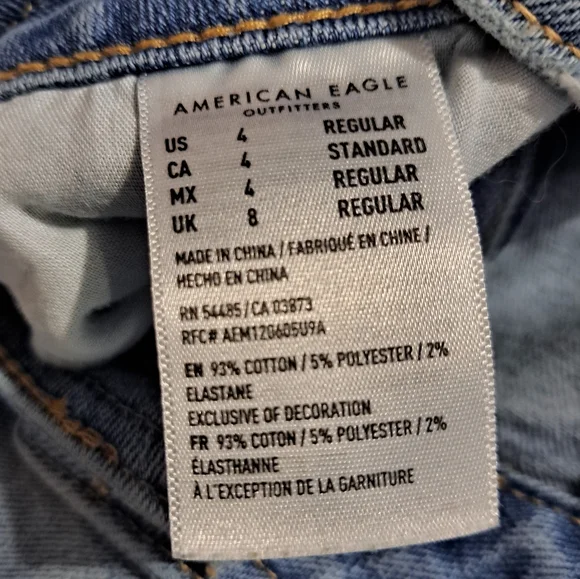 AMERICAN EAGLE
OUTFITTERS
US 4 REGULAR
CA 4 STANDARD
MX 4 REGULAR
UK 8 REGULAR
MADE IN CHINA / FABRIQUÉ EN CHINE /
HECHO EN CHINA
RN 54485 / CA 03873
RFC# AEM120605U9A
EN 93% COTTON / 5% POLYESTER / 2%
ELASTANE
EXCLUSIVE OF DECORATION
FR 93% COTON / 5% POLYESTER / 2%
ÉLASTHANNE
À L'EXCEPTION DE LA GARNITURE